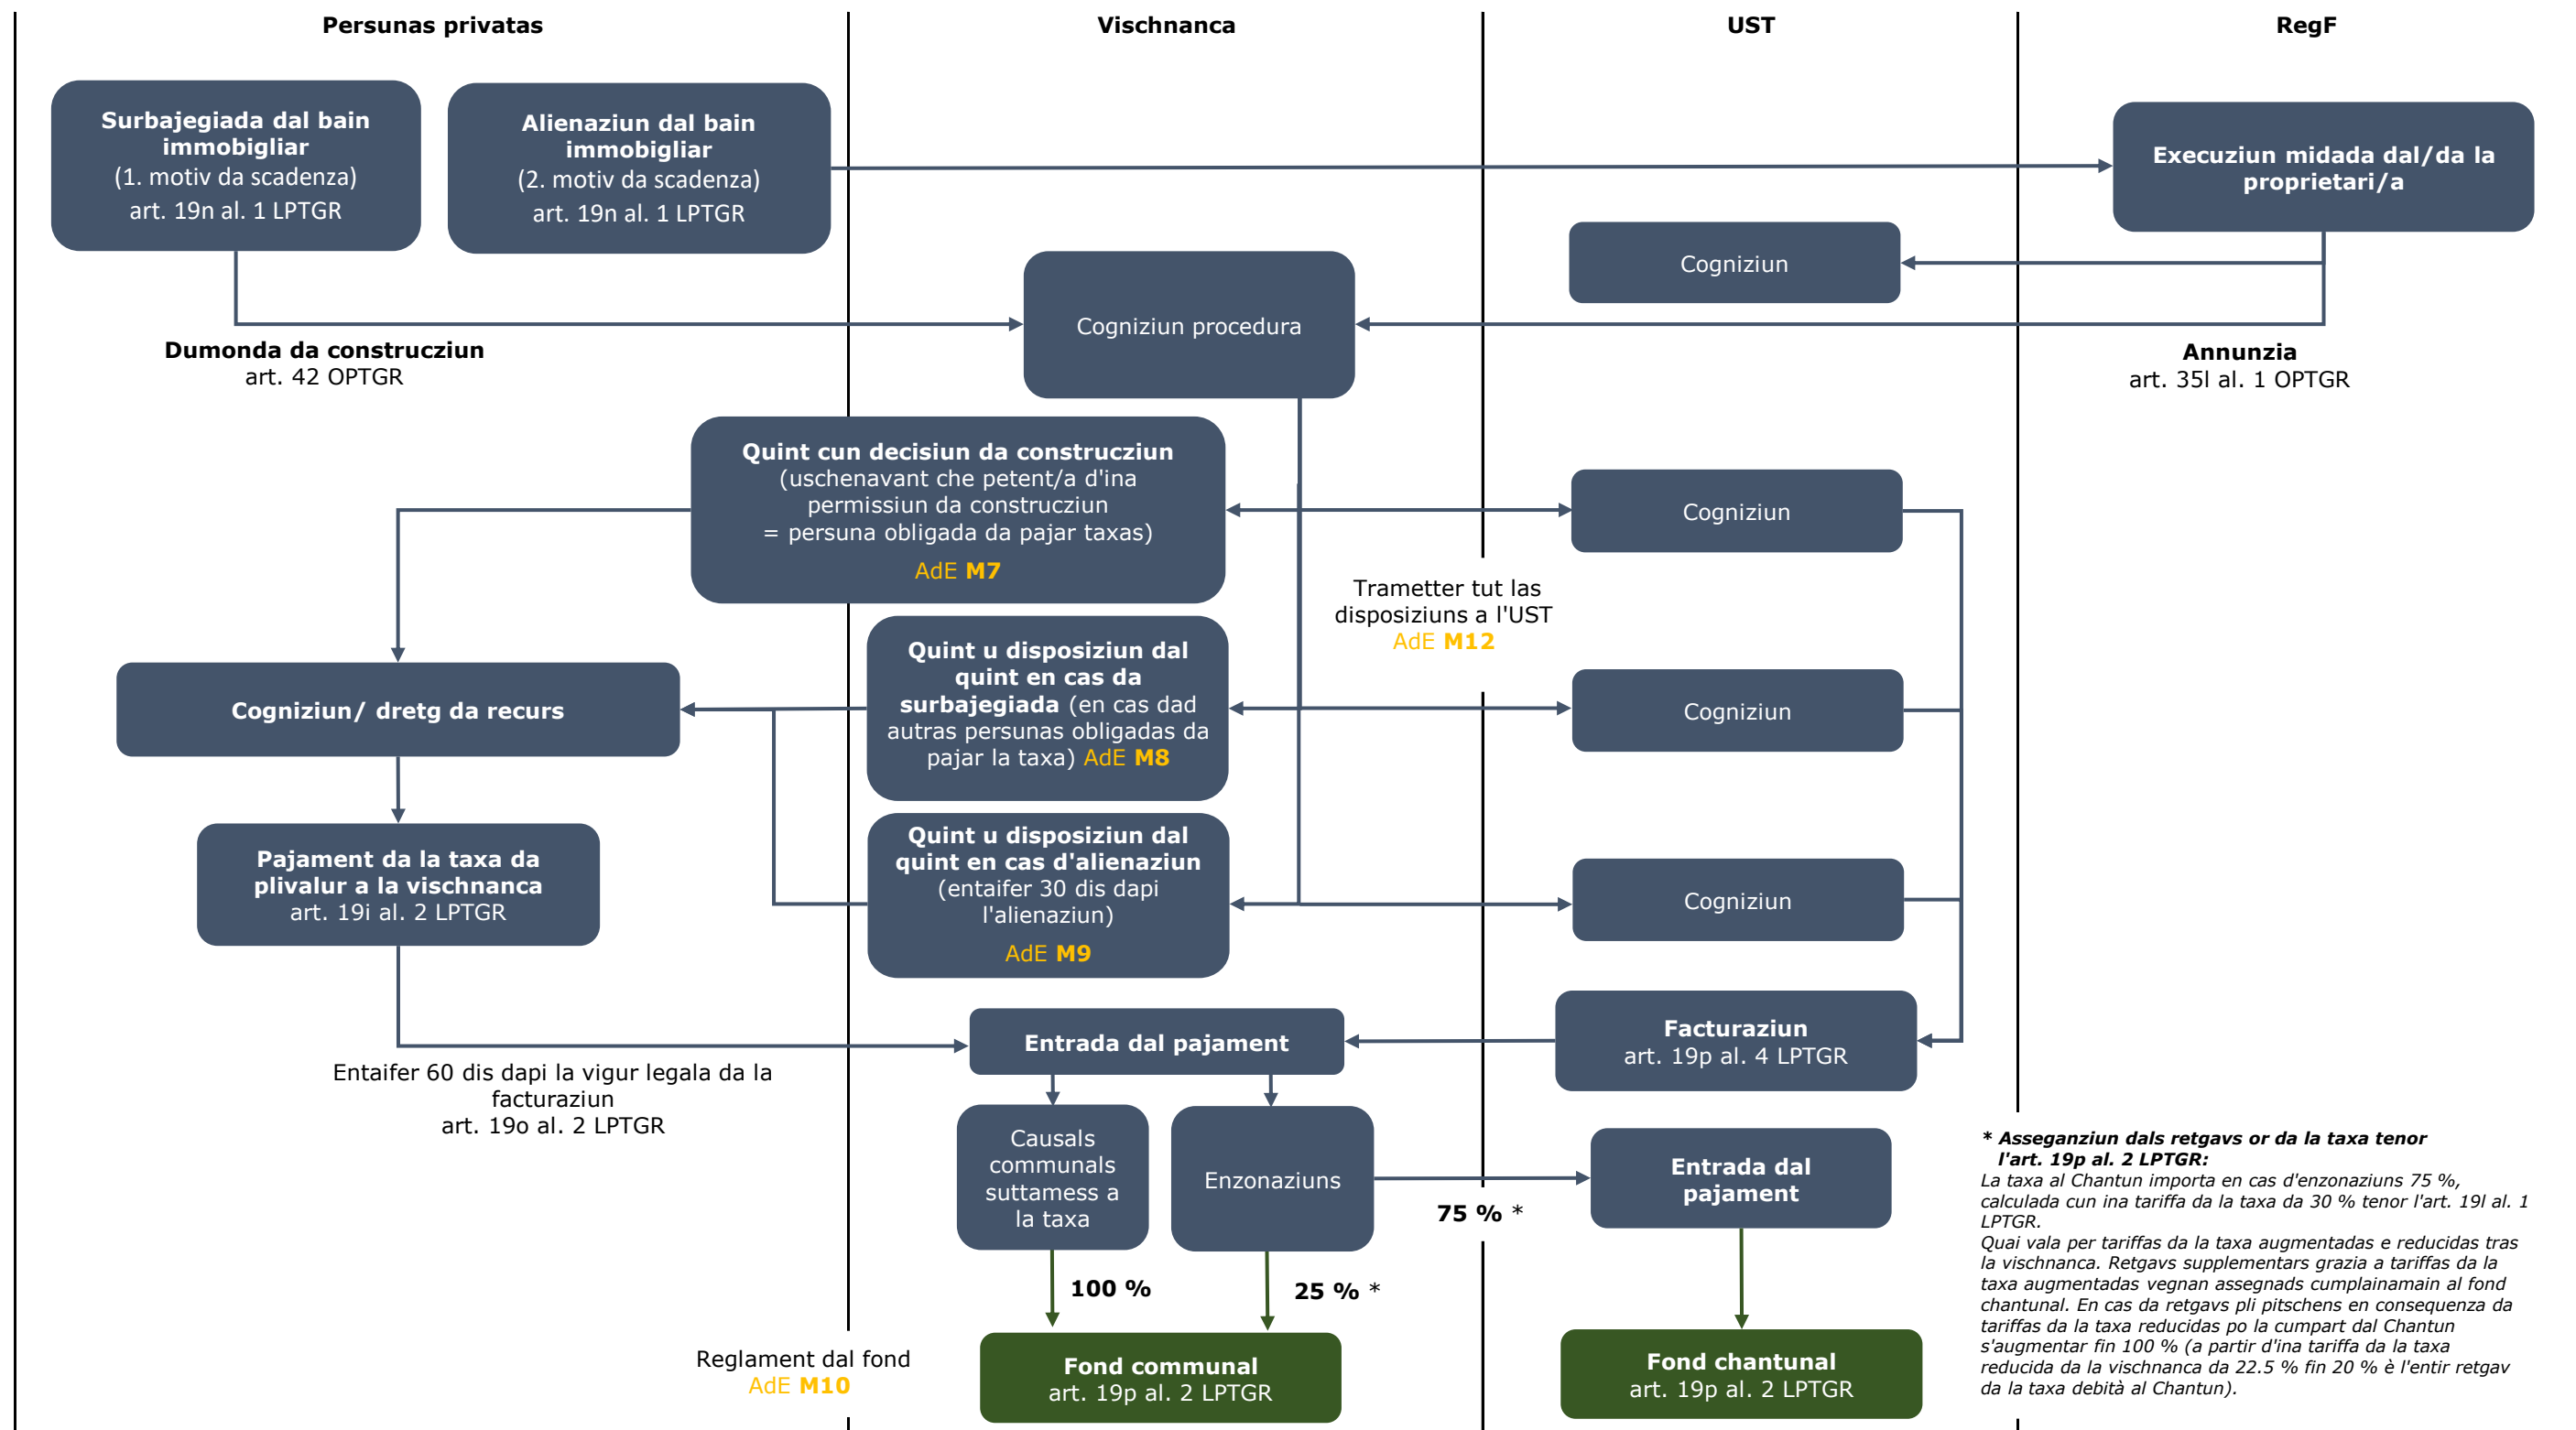 Persunas privatas
Vischnanca
UST
RegF
Surbajegiada dal bain
immobigliar
(1. motiv da scadenza)
art. 19n al. 1 LPTGR
Alienaziun dal bain
immobigliar
(2. motiv da scadenza)
art. 19n al. 1 LPTGR
Execuziun midada dal/da la
proprietari/a
Cogniziun
Cogniziun procedura
Dumonda da construcziun
art. 42 OPTGR
Annunzia
art. 35l al. 1 OPTGR
Quint cun decisiun da construcziun
(uschenavant che petent/a d'ina
permissiun da construcziun
= persuna obligada da pajar taxas)
AdE M7
Cogniziun
Trametter tut las
disposiziuns a l'UST
AdE M12
Cogniziun/ dretg da recurs
Quint u disposiziun dal
quint en cas da
surbajegiada (en cas dad
autras persunas obligadas da
pajar la taxa) AdE M8
Cogniziun
Pajament da la taxa da
plivalur a la vischnanca
art. 19i al. 2 LPTGR
Quint u disposiziun dal
quint en cas d'alienaziun
(entaifer 30 dis dapi
l'alienaziun)
AdE M9
Cogniziun
Entaifer 60 dis dapi la vigur legala da la
facturaziun
art. 19o al. 2 LPTGR
Entrada dal pajament
Facturaziun
art. 19p al. 4 LPTGR
Causals
communals
suttamess a
la taxa
Enzonaziuns
75 % *
Entrada dal
pajament
100 %
25 % *
Reglament dal fond
AdE M10
Fond communal
art. 19p al. 2 LPTGR
Fond chantunal
art. 19p al. 2 LPTGR
* Asseganziun dals retgavs or da la taxa tenor
l'art. 19p al. 2 LPTGR:
La taxa al Chantun importa en cas d'enzonaziuns 75 %,
calculada cun ina tariffa da la taxa da 30 % tenor l'art. 19l al. 1
LPTGR.
Quai vala per tariffas da la taxa augmentadas e reducidas tras
la vischnanca. Retgavs supplementars grazia a tariffas da la
taxa augmentadas vegnan assegnads cumplainamain al fond
chantunal. En cas da retgavs pli pitschens en consequenza da
tariffas da la taxa reducidas po la cumpart dal Chantun
s'augmentar fin 100 % (a partir d'ina tariffa da la taxa
reducida da la vischnanca da 22.5 % fin 20 % è l'entir retgav
da la taxa debità al Chantun).